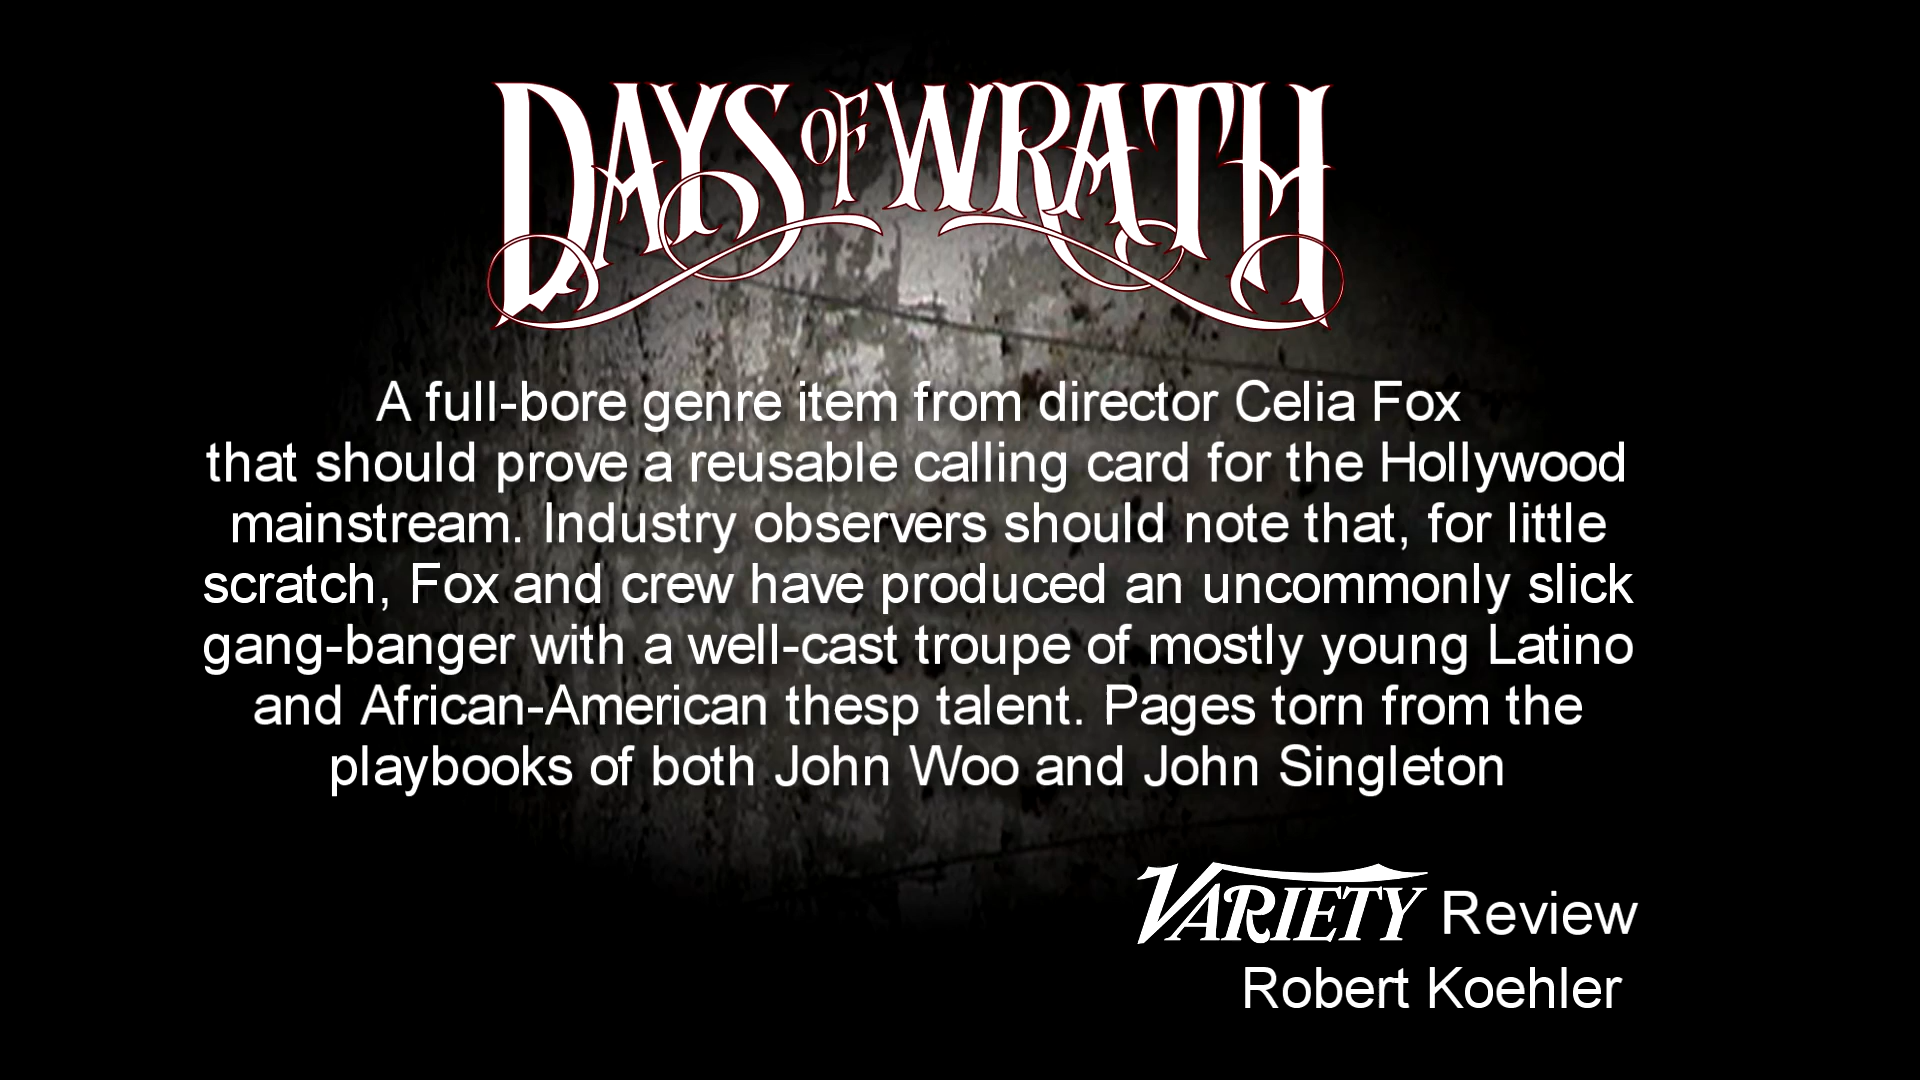 DAYS OF WRATH
A full-bore genre item from director Celia Fox
that should prove a reusable calling card for the Hollywood
mainstream. Industry observers should note that, for little
scratch, Fox and crew have produced an uncommonly slick
gang-banger with a well-cast troupe of mostly young Latino
and African-American thesp talent. Pages torn from the
playbooks of both John Woo and John Singleton
VARIETY Review
Robert Koehler